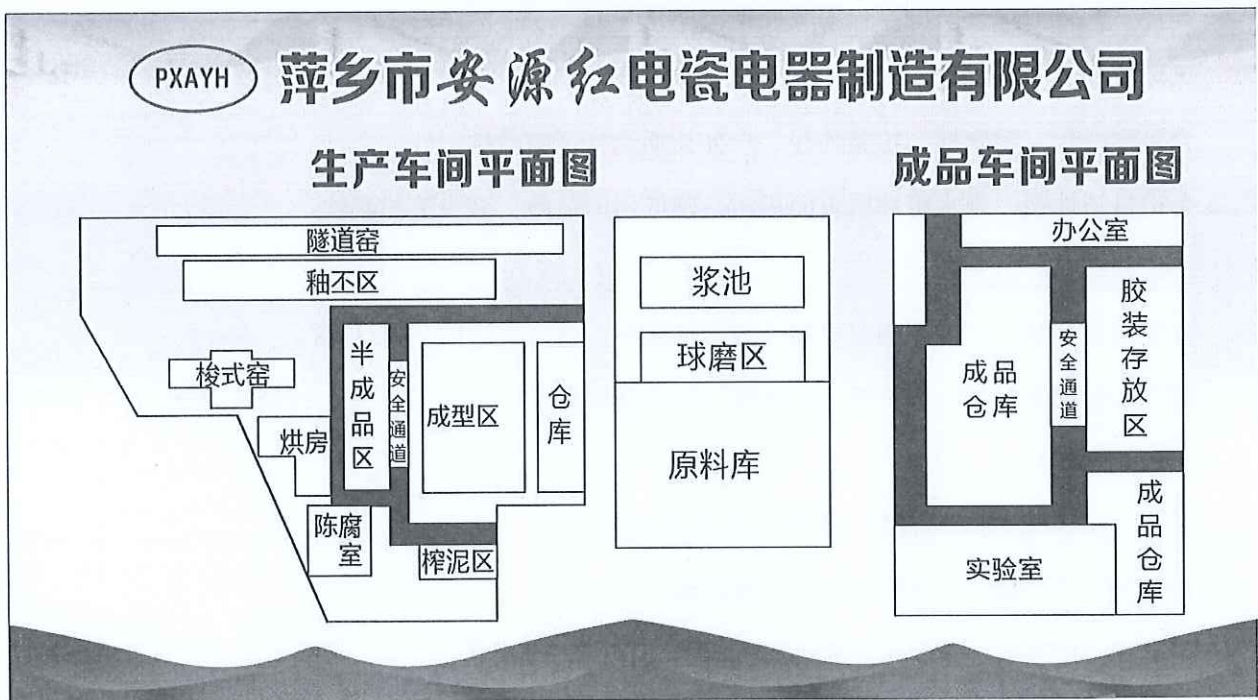 PXAYH
萍乡市安源红电瓷电器制造有限公司
生产车间平面图
隧道窑
釉丕区
梭式窑
烘房
陈腐室
半成品区
安全通道
成型区
仓库
榨泥区
浆池
球磨区
原料库
成品车间平面图
办公室
成品仓库
安全通道
胶装存放区
成品仓库
实验室